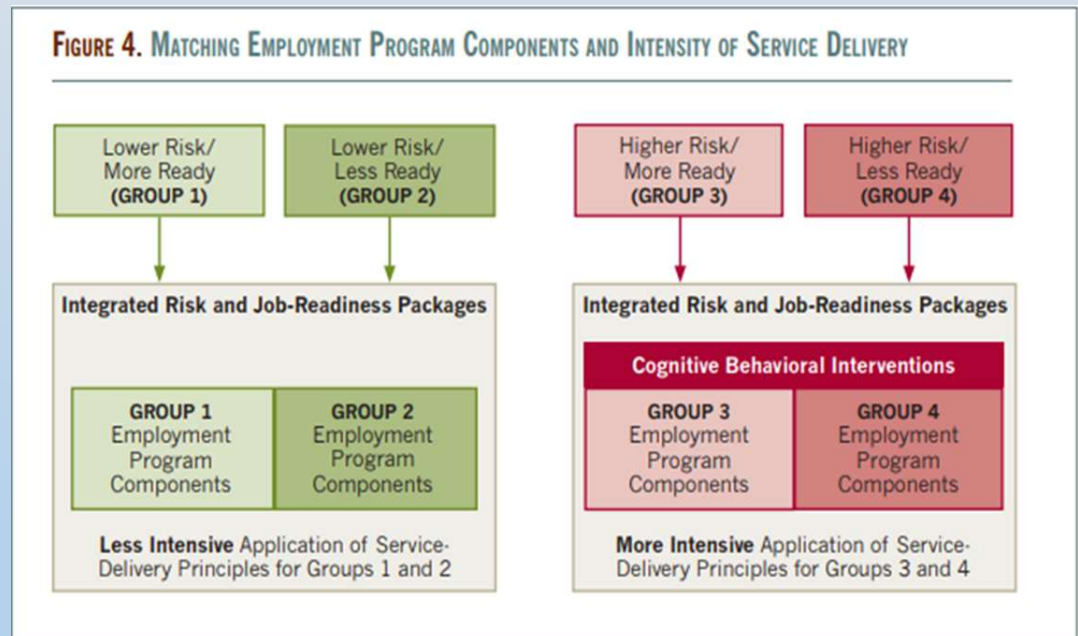 FIGURE 4. MATCHING EMPLOYMENT PROGRAM COMPONENTS AND INTENSITY OF SERVICE DELIVERY
Lower Risk/
More Ready
(GROUP 1)
Lower Risk/
Less Ready
(GROUP 2)
Higher Risk/
More Ready
(GROUP 3)
Higher Risk/
Less Ready
(GROUP 4)
Integrated Risk and Job-Readiness Packages
GROUP 1
Employment
Program
Components
GROUP 2
Employment
Program
Components
Less Intensive Application of Service-
Delivery Principles for Groups 1 and 2
Integrated Risk and Job-Readiness Packages
Cognitive Behavioral Interventions
GROUP 3
Employment
Program
Components
GROUP 4
Employment
Program
Components
More Intensive Application of Service-
Delivery Principles for Groups 3 and 4